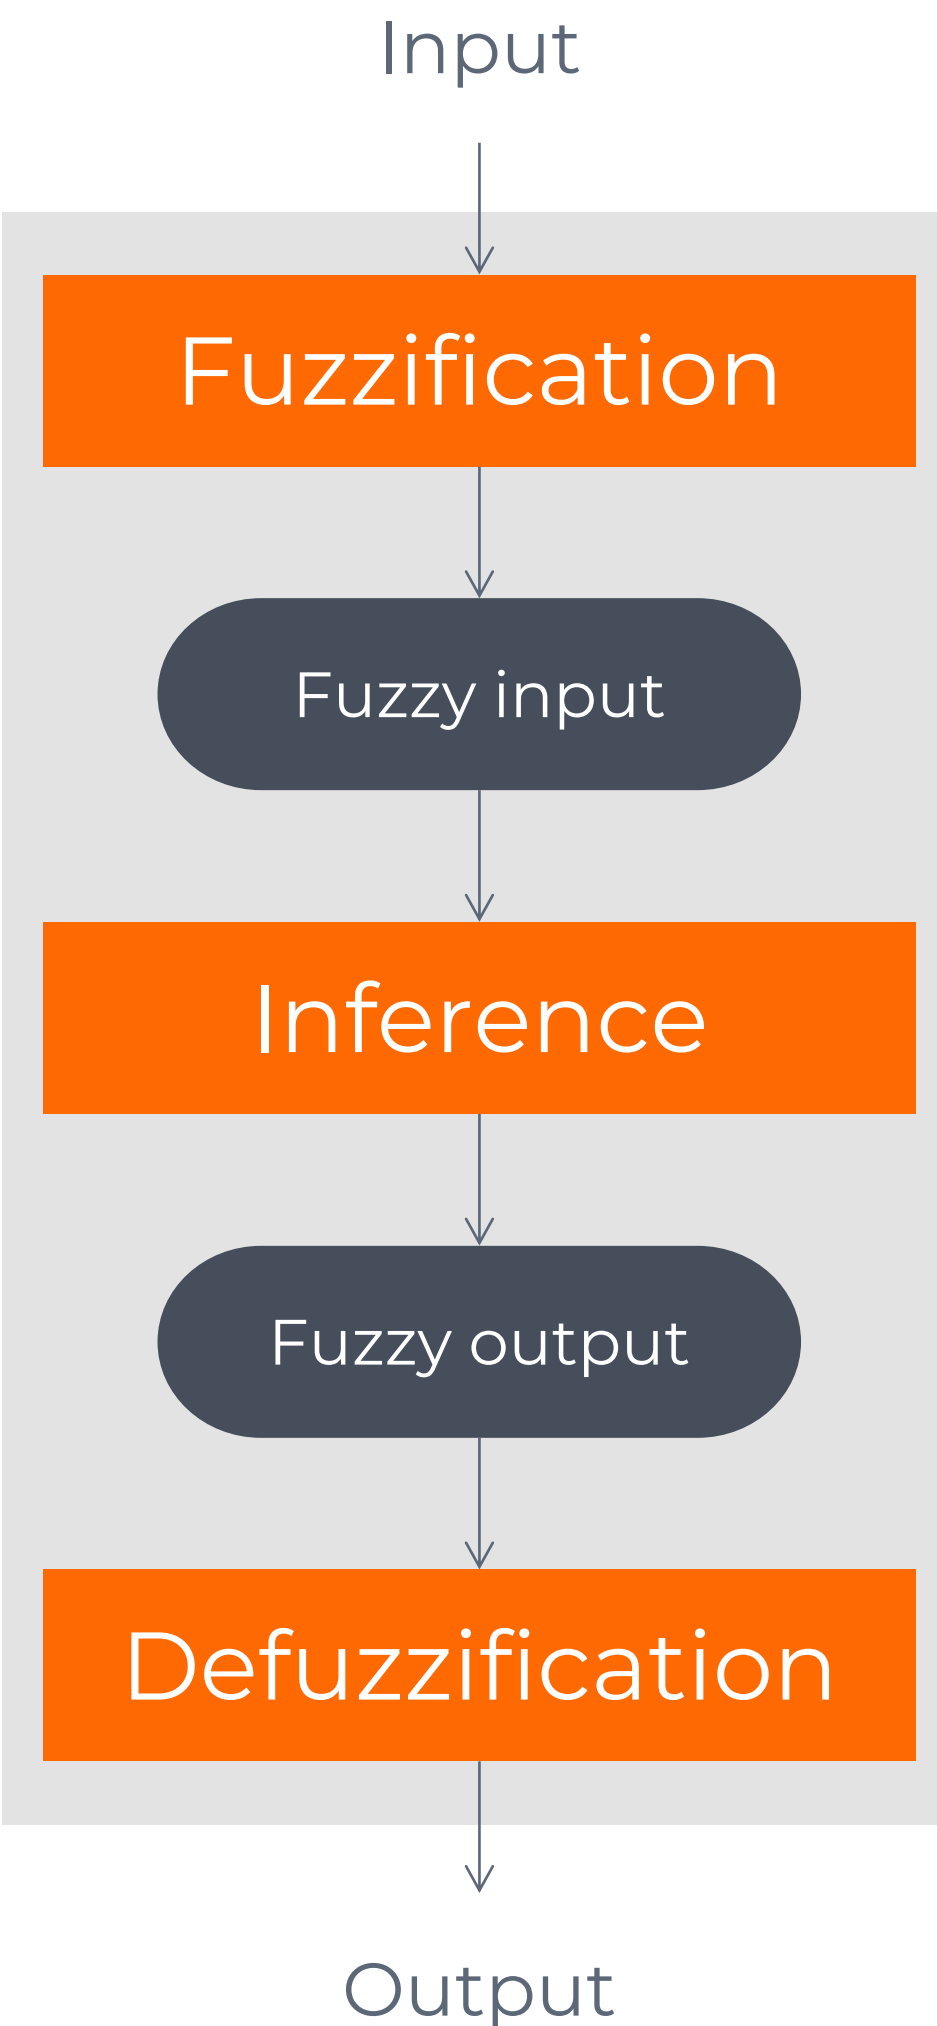 Input
Fuzzification
Fuzzy input
Inference
Fuzzy output
Defuzzification
Output